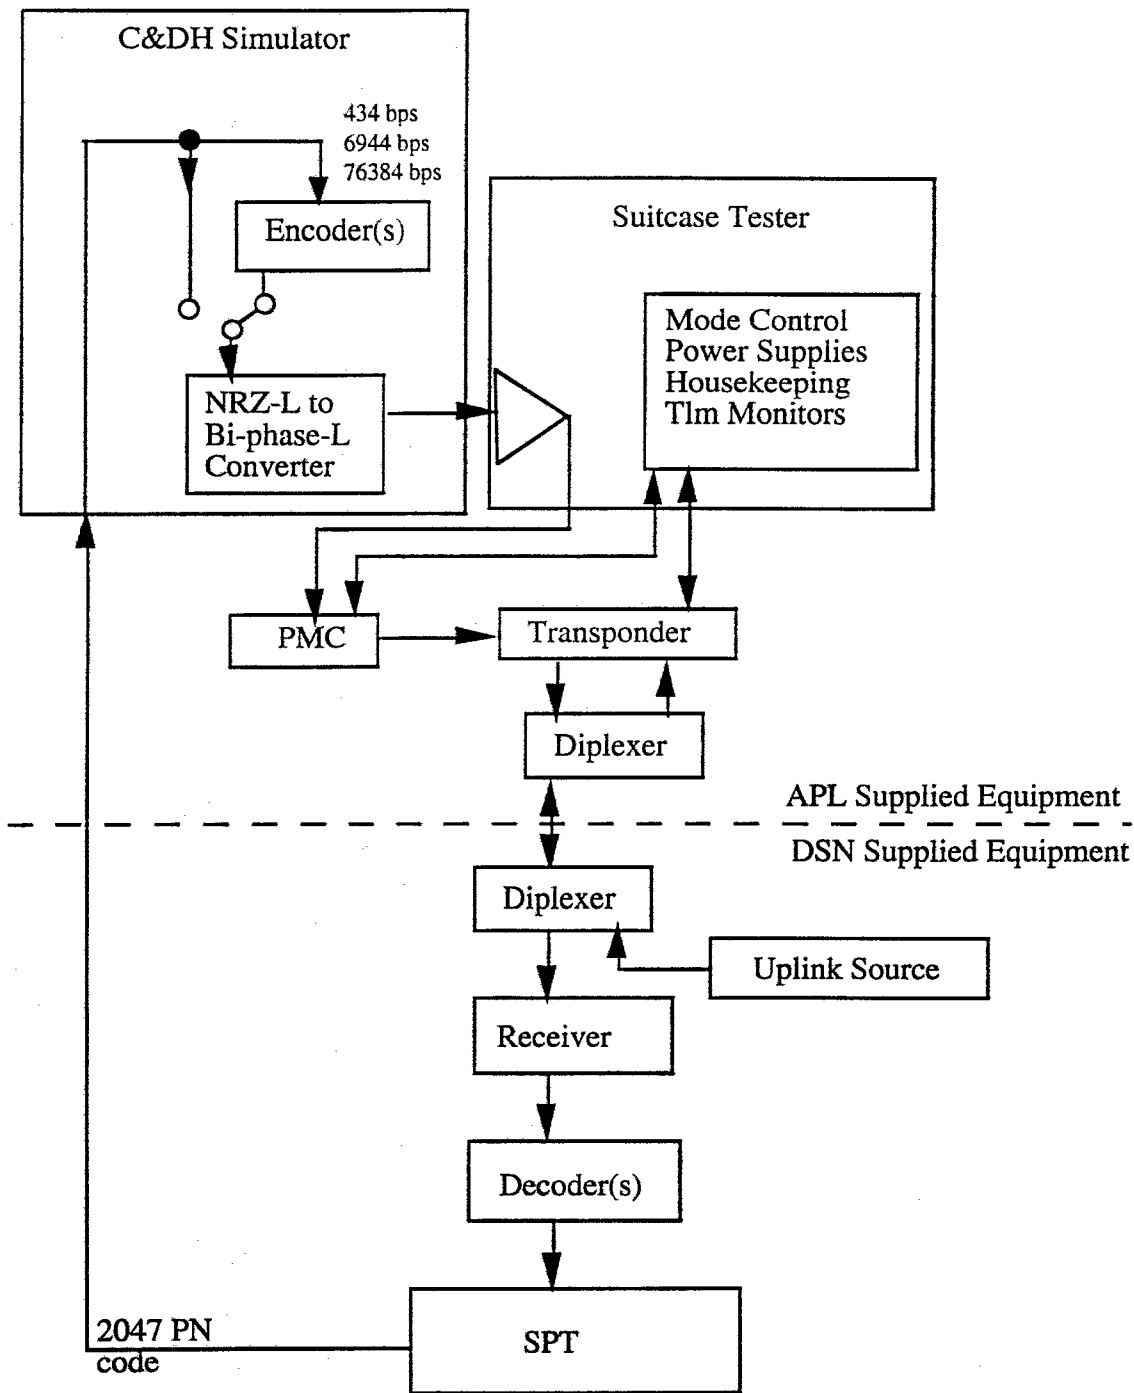 C&DH Simulator
434 bps
6944 bps
76384 bps
Encoder(s)
Suitcase Tester
Mode Control
Power Supplies
Housekeeping
Tlm Monitors
NRZ-L to
Bi-phase-L
Converter
PMC
Transponder
Diplexer
APL Supplied Equipment
DSN Supplied Equipment
Diplexer
Uplink Source
Receiver
Decoder(s)
2047 PN
code
SPT